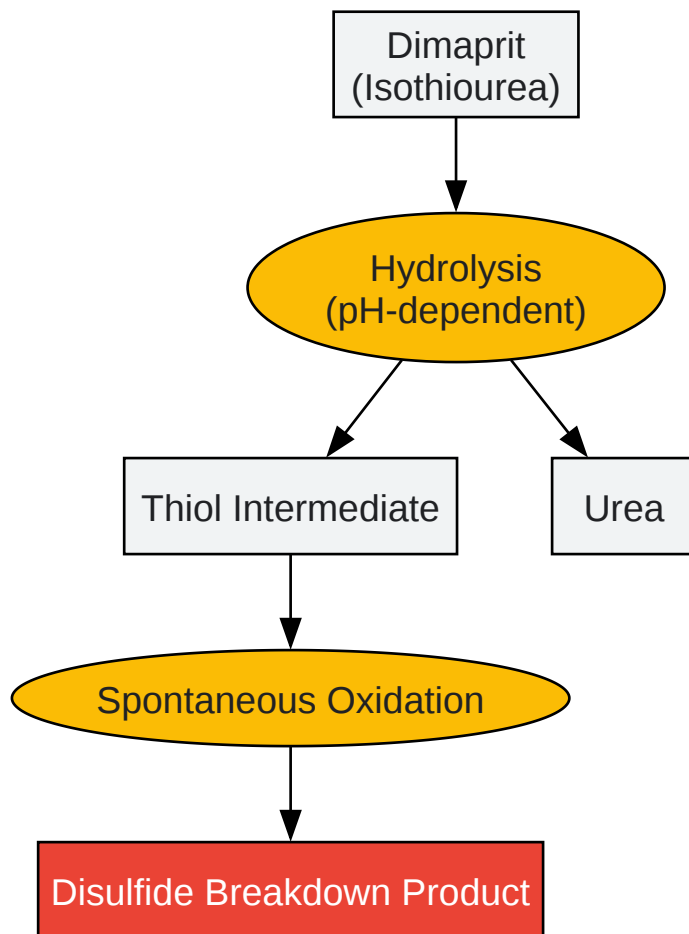 Dimaprit
(Isothiourea)
Hydrolysis
(pH-dependent)
Thiol Intermediate
Urea
Spontaneous Oxidation
Disulfide Breakdown Product